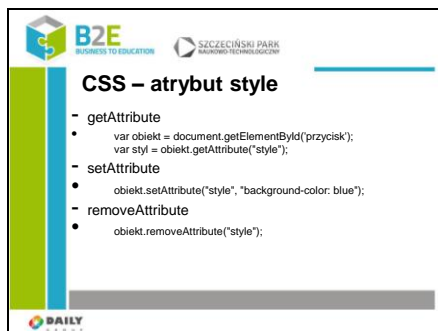 B2E
BUSINESS TO EDUCATION
SZCZECIŃSKI PARK
NAUKOWO-TECHNOLOGICZNY
CSS – atrybut style
- getAttribute
• var obiekt = document.getElementById('przycisk');
var styl = obiekt.getAttribute("style");
- setAttribute
• obiekt.setAttribute("style", "background-color: blue");
- removeAttribute
• obiekt.removeAttribute("style");
DAILY
GROUP